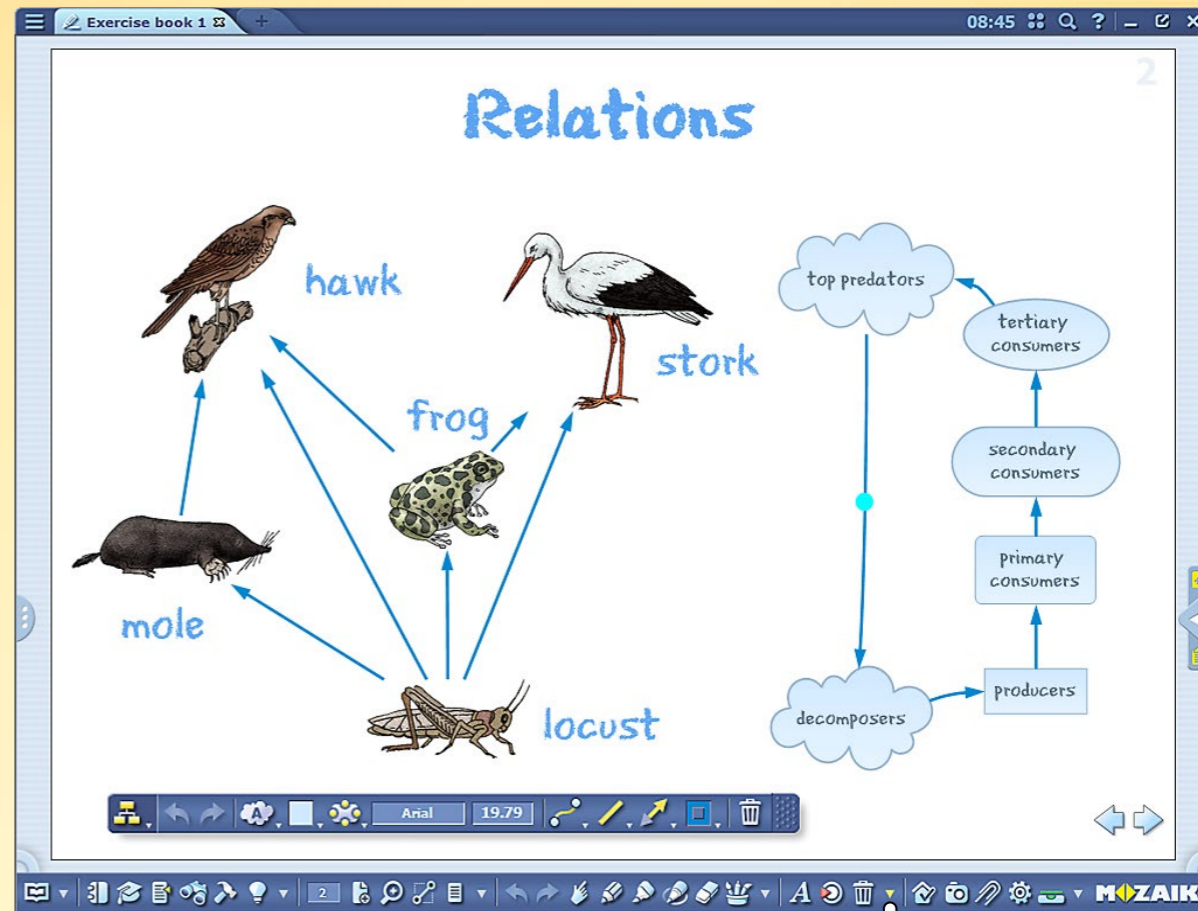 Exercise book 1
08:45
2
Relations
hawk
stork
frog
mole
locust
top predators
tertiary
consumers
secondary
consumers
primary
consumers
producers
decomposers
A
Arial
19.79
2
A
MOZAIK